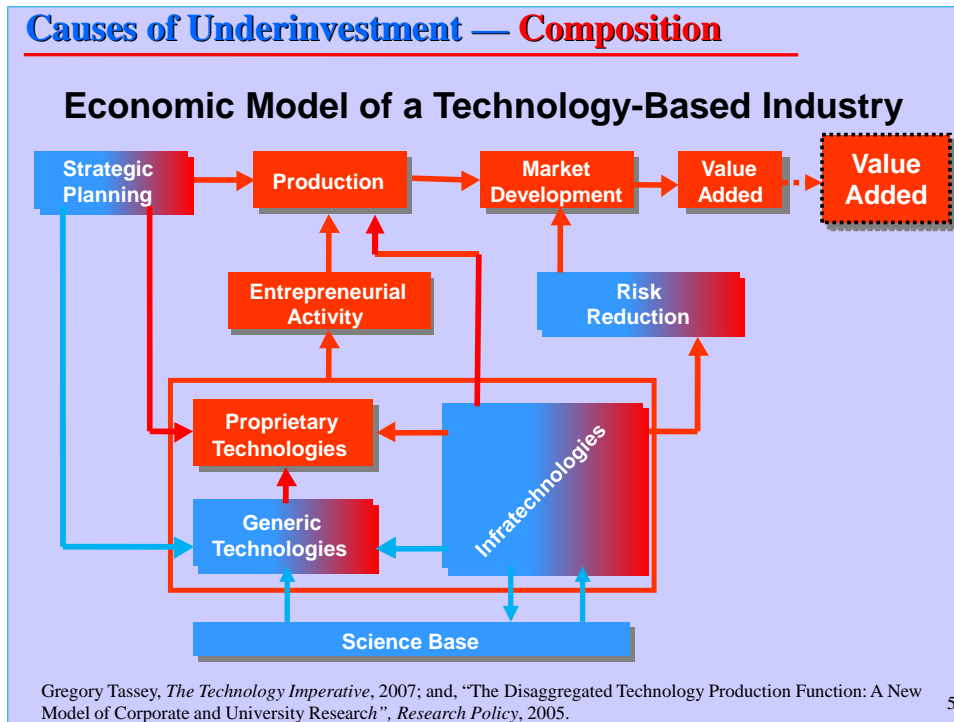 Causes of Underinvestment — Composition
Economic Model of a Technology-Based Industry
Strategic
Planning
Production
Market
Development
Value
Added
Value
Added
Entrepreneurial
Activity
Risk
Reduction
Proprietary
Technologies
Infratechnologies
Generic
Technologies
Science Base
Gregory Tassey, The Technology Imperative, 2007; and, “The Disaggregated Technology Production Function: A New
Model of Corporate and University Research”, Research Policy, 2005.
5